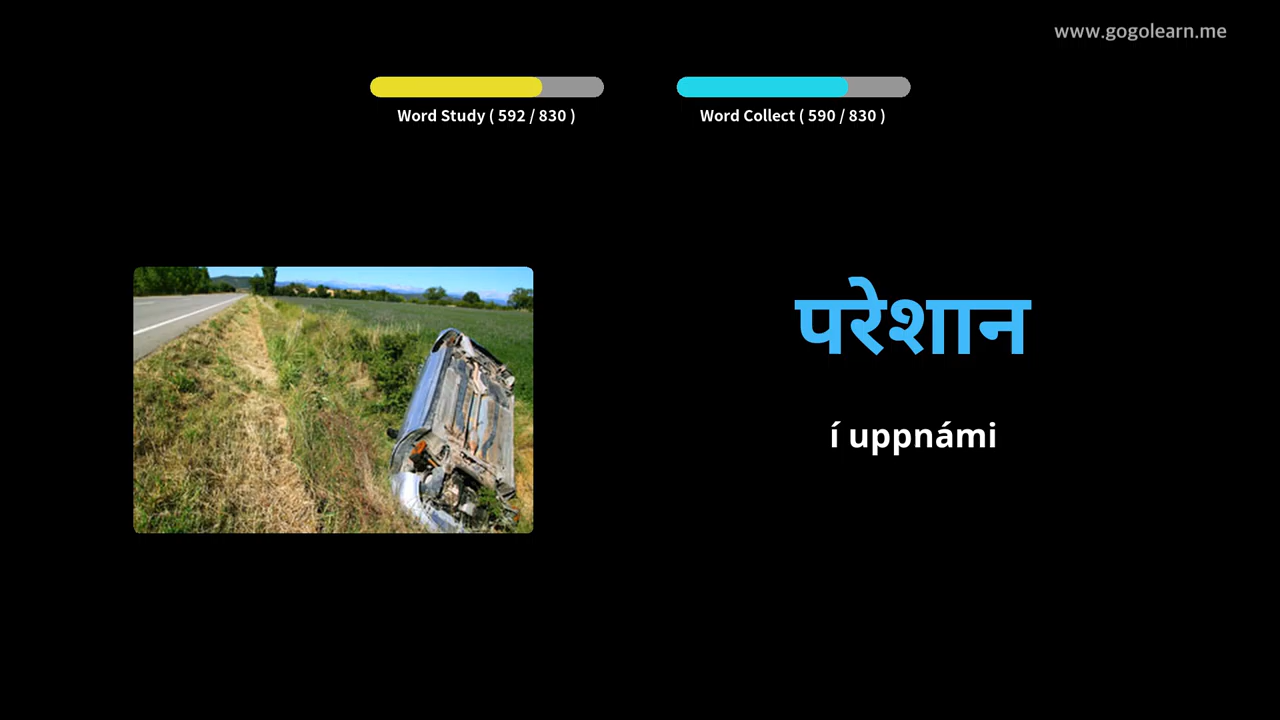 www.gogolearn.me
Word Study ( 592 / 830 )
Word Collect ( 590 / 830 )
परेशान
í uppnámi